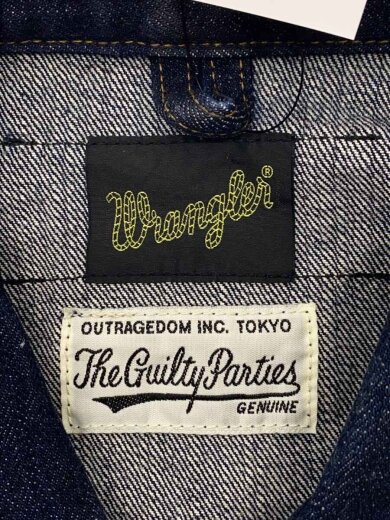 Wrangler®
OUTRAGEDOM INC. TOKYO
The Guilty Parties
GENUINE